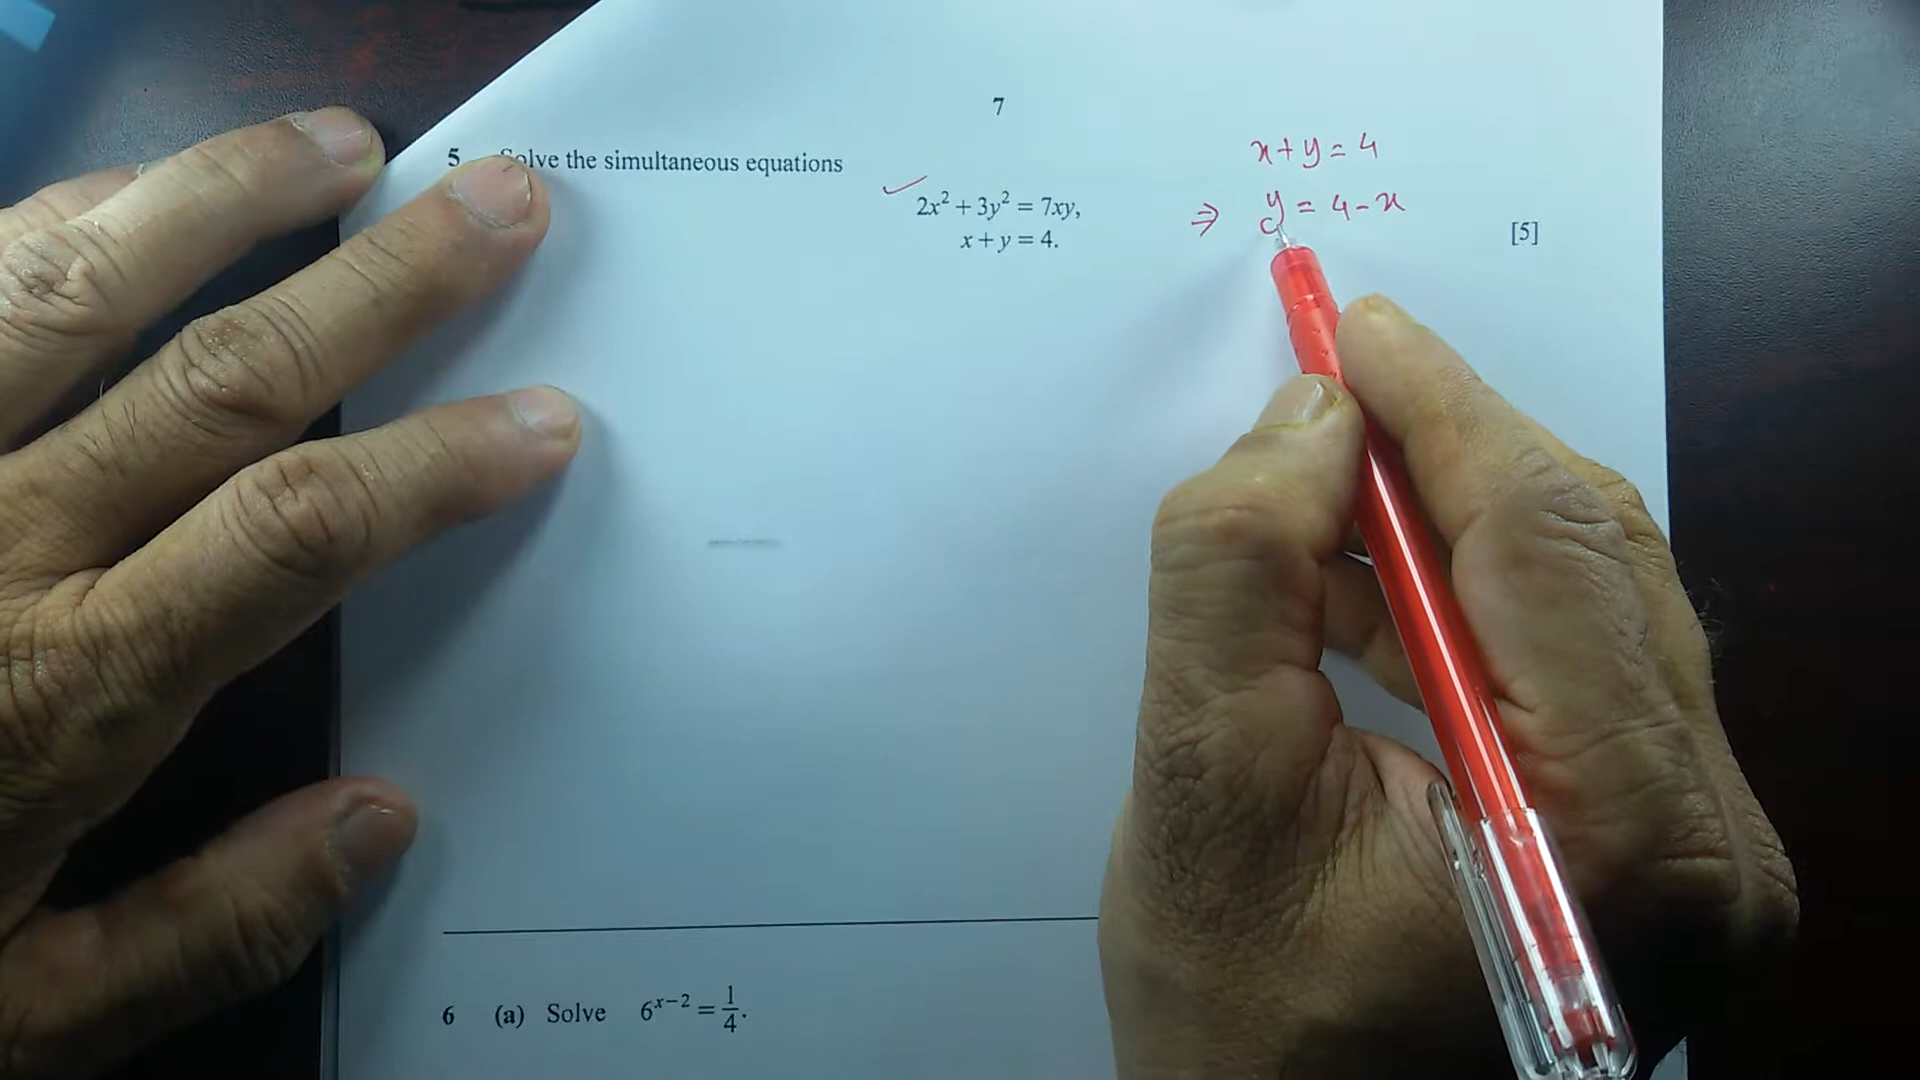 7
5 Solve the simultaneous equations
2x² + 3y² = 7xy,
x + y = 4.
[5]
x + y = 4
⇒ y = 4 - x
6 (a) Solve 6^{x-2} = 1/4.